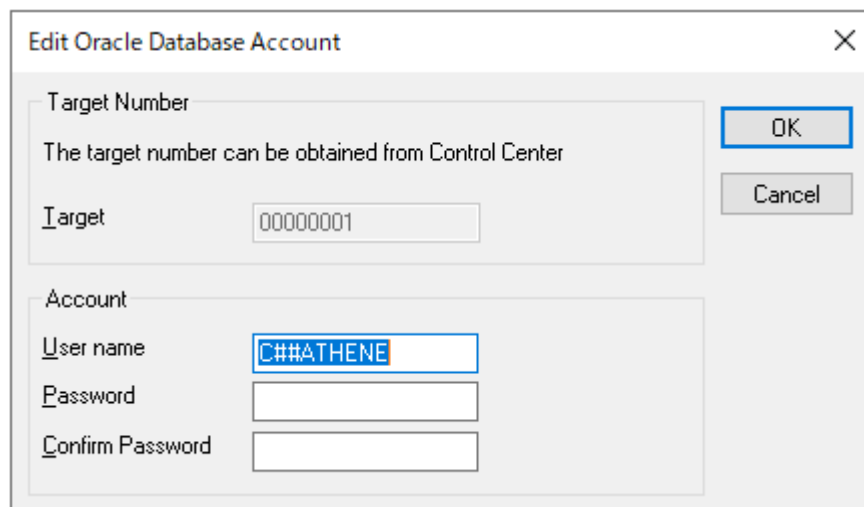 Edit Oracle Database Account
Target Number
OK
The target number can be obtained from Control Center
Cancel
Target
00000001
Account
User name
C##ATHENE
Password
Confirm Password